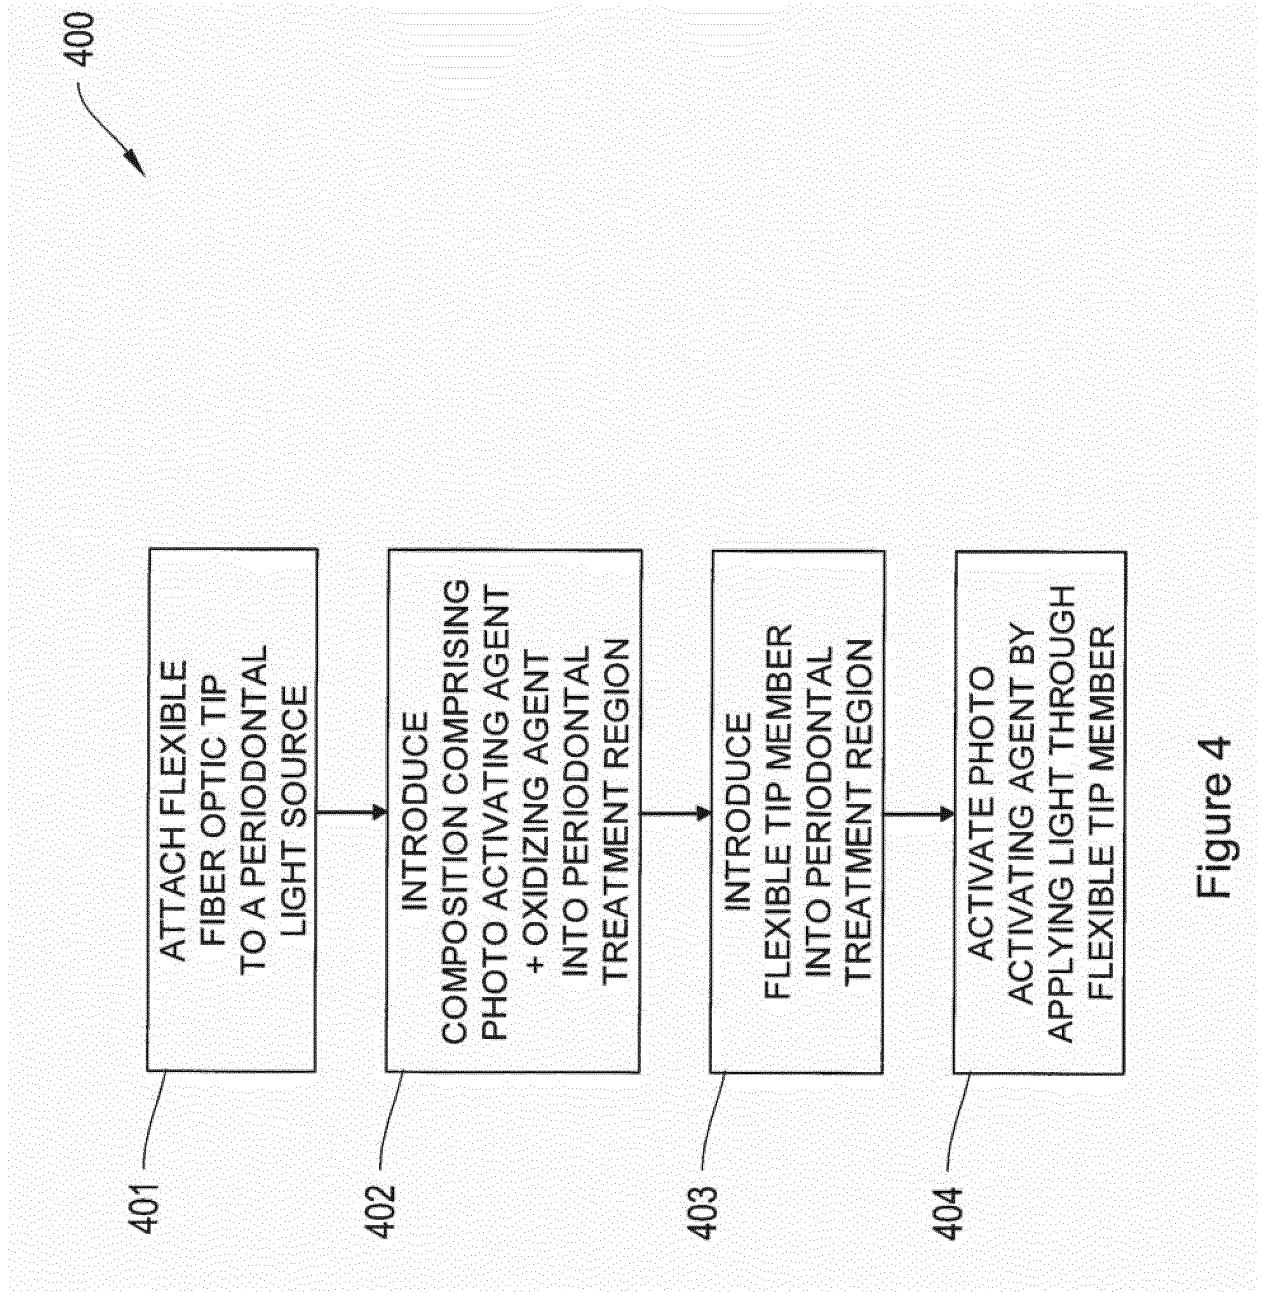 400
401
ATTACH FLEXIBLE
FIBER OPTIC TIP
TO A PERIODONTAL
LIGHT SOURCE
402
INTRODUCE
COMPOSITION COMPRISING
PHOTO ACTIVATING AGENT
+ OXIDIZING AGENT
INTO PERIODONTAL
TREATMENT REGION
403
INTRODUCE
FLEXIBLE TIP MEMBER
INTO PERIODONTAL
TREATMENT REGION
404
ACTIVATE PHOTO
ACTIVATING AGENT BY
APPLYING LIGHT THROUGH
FLEXIBLE TIP MEMBER
Figure 4